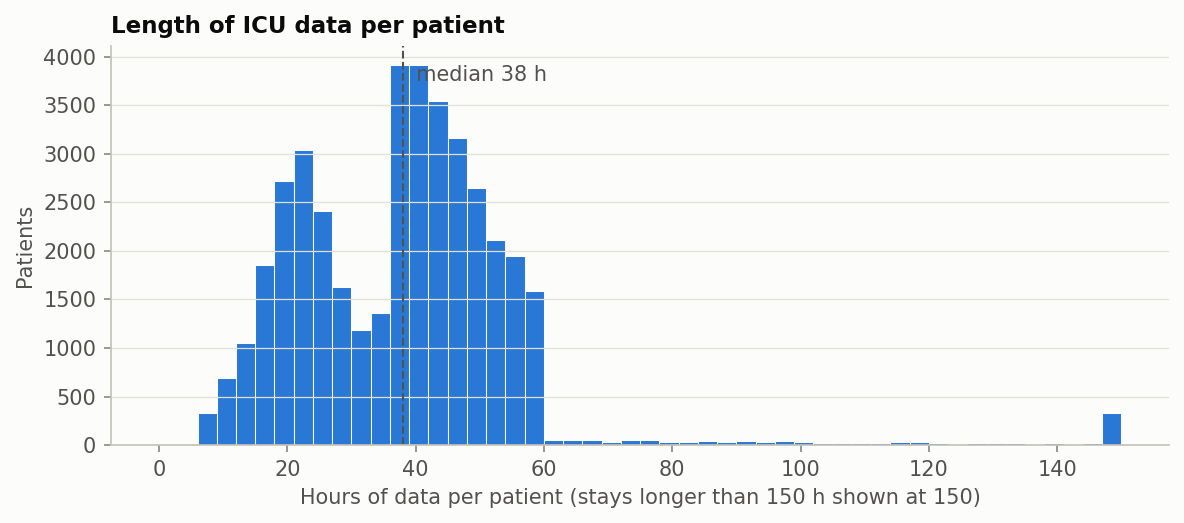 Length of ICU data per patient
4000
3500
3000
2500
2000
1500
1000
500
0
Patients
median 38 h
0 20 40 60 80 100 120 140
Hours of data per patient (stays longer than 150 h shown at 150)